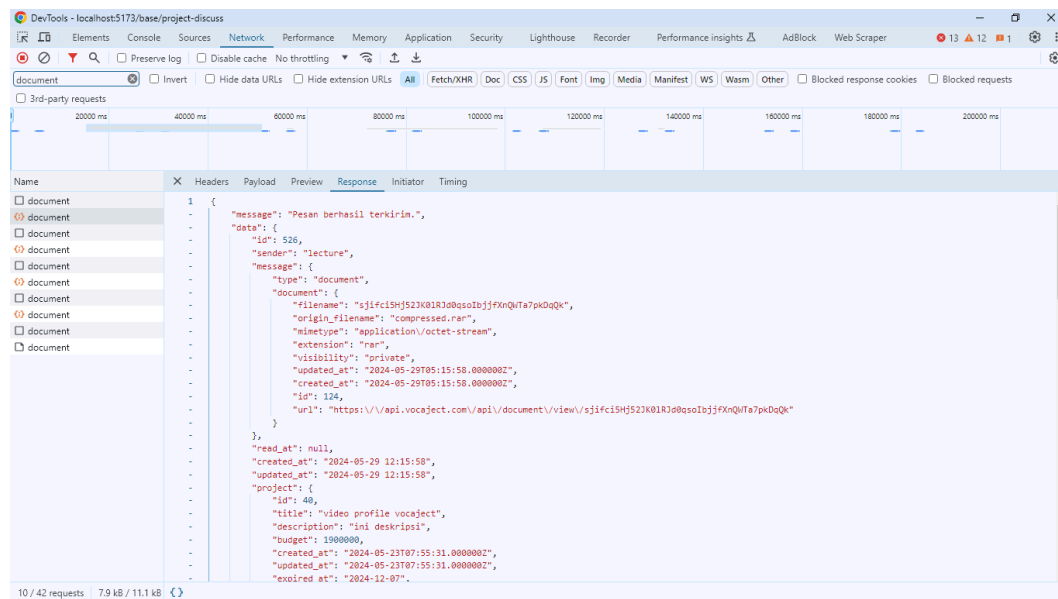 DevTools - localhost:5173/base/project-discuss
Elements Console Sources Network Performance Memory Application Security Lighthouse Recorder Performance insights AdBlock Web Scraper 13 12 1
Preserve log Disable cache No throttling
document Invert Hide data URLs Hide extension URLs All Fetch/XHR Doc CSS JS Font Img Media Manifest WS Wasm Other Blocked response cookies Blocked requests
3rd-party requests
20000 ms 40000 ms 60000 ms 80000 ms 100000 ms 120000 ms 140000 ms 160000 ms 180000 ms 200000 ms
Name
document
document
document
document
document
document
document
document
document
document
Headers Payload Preview Response Initiator Timing
1 {
- "message": "Pesan berhasil terkirim.",
- "data": {
- "id": 526,
- "sender": "lecture",
- "message": {
- "type": "document",
- "document": {
- "filename": "sjifci5Hj52JK01RJd0qsoIbjjfXnQWTa7pkDqQk",
- "origin_filename": "compressed.rar",
- "mimetype": "application\/octet-stream",
- "extension": "rar",
- "visibility": "private",
- "updated_at": "2024-05-29T05:15:58.000000Z",
- "created_at": "2024-05-29T05:15:58.000000Z",
- "id": 124,
- "url": "https:\/\/api.vocaject.com\/api\/document\/view\/sjifci5Hj52JK01RJd0qsoIbjjfXnQWTa7pkDqQk"
- }
- },
- "read_at": null,
- "created_at": "2024-05-29 12:15:58",
- "updated_at": "2024-05-29 12:15:58",
- "project": {
- "id": 40,
- "title": "video profile vocaject",
- "description": "ini deskripsi",
- "budget": 1900000,
- "created_at": "2024-05-23T07:55:31.000000Z",
- "updated_at": "2024-05-23T07:55:31.000000Z",
- "expired_at": "2024-12-07",
10 / 42 requests 7.9 kB / 11.1 kB {}